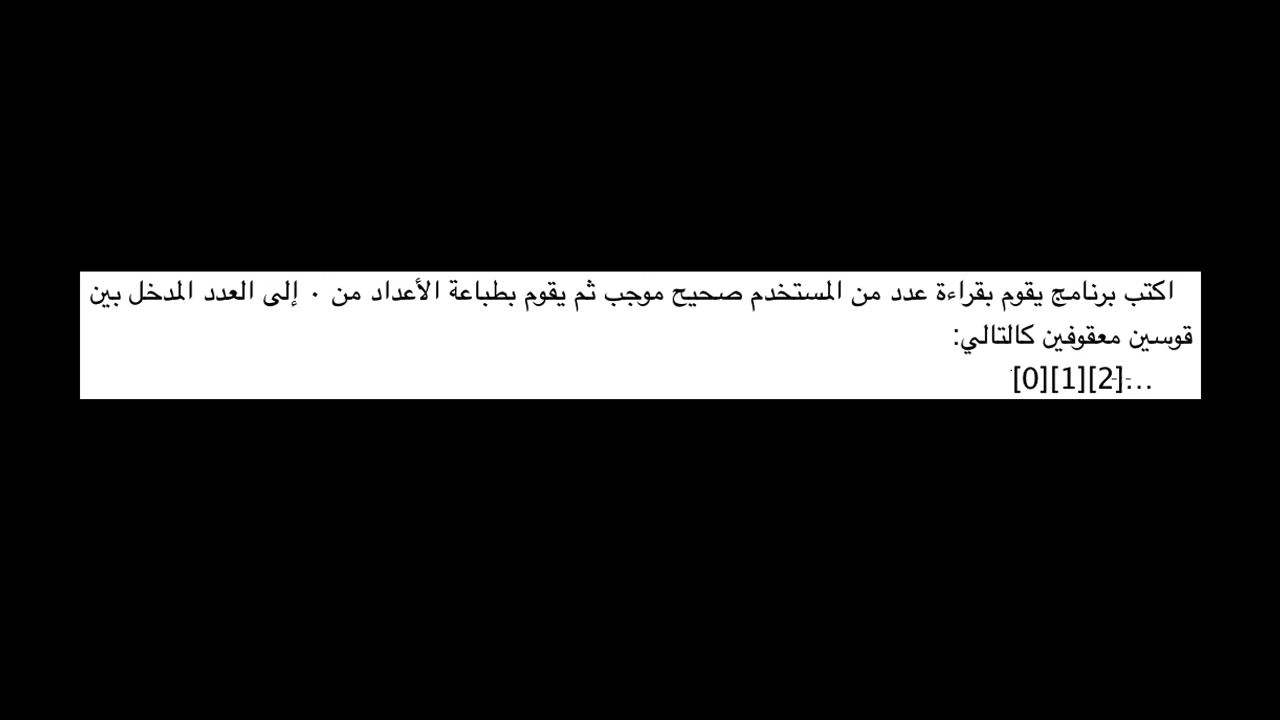 اكتب برنامج يقوم بقراءة عدد من المستخدم صحيح موجب ثم يقوم بطباعة الأعداد من ٠ إلى العدد المدخل بين
قوسين معقوفين كالتالي:
[0][1][2]...